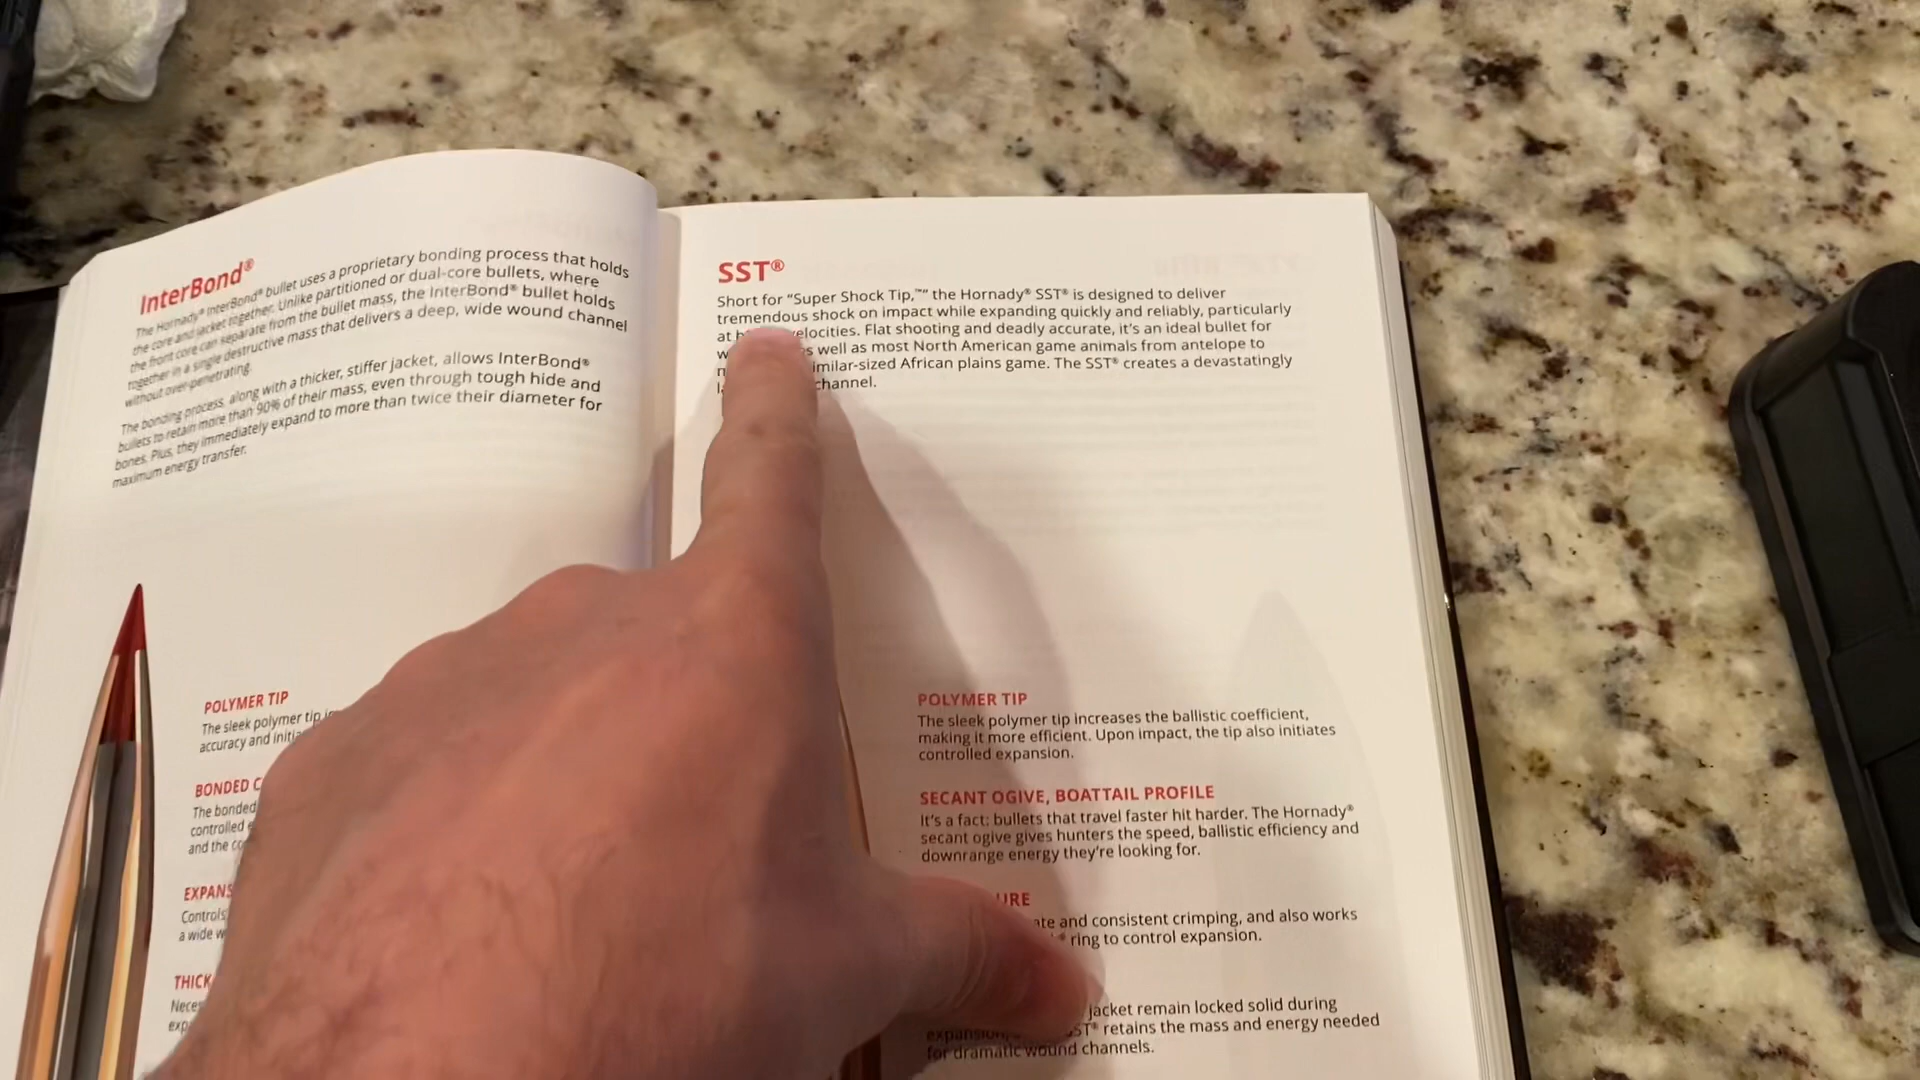 InterBond®
The Hornady® InterBond® bullet uses a proprietary bonding process that holds
the core and jacket together. Unlike partitioned or dual-core bullets, where
the front core can separate from the bullet mass, the InterBond® bullet holds
together in a single destructive mass that delivers a deep, wide wound channel
without over-penetrating.
The bonding process, along with a thicker, stiffer jacket, allows InterBond®
bullets to retain more than 90% of their mass, even through tough hide and
bones. Plus, they immediately expand to more than twice their diameter for
maximum energy transfer.
POLYMER TIP
The sleek polymer tip
accuracy and
BONDED
The bonded
controlled
and the
Controls
a wide
THICK
SST®
Short for “Super Shock Tip,™” the Hornady® SST® is designed to deliver
tremendous shock on impact while expanding quickly and reliably, particularly
at velocities. Flat shooting and deadly accurate, it’s an ideal bullet for
as well as most North American game animals from antelope to
similar-sized African plains game. The SST® creates a devastatingly
channel.
POLYMER TIP
The sleek polymer tip increases the ballistic coefficient,
making it more efficient. Upon impact, the tip also initiates
controlled expansion.
SECANT OGIVE, BOATTAIL PROFILE
It’s a fact: bullets that travel faster hit harder. The Hornady®
secant ogive gives hunters the speed, ballistic efficiency and
downrange energy they’re looking for.
and consistent crimping, and also works
ring to control expansion.
jacket remain locked solid during
expansion, SST® retains the mass and energy needed
for dramatic wound channels.